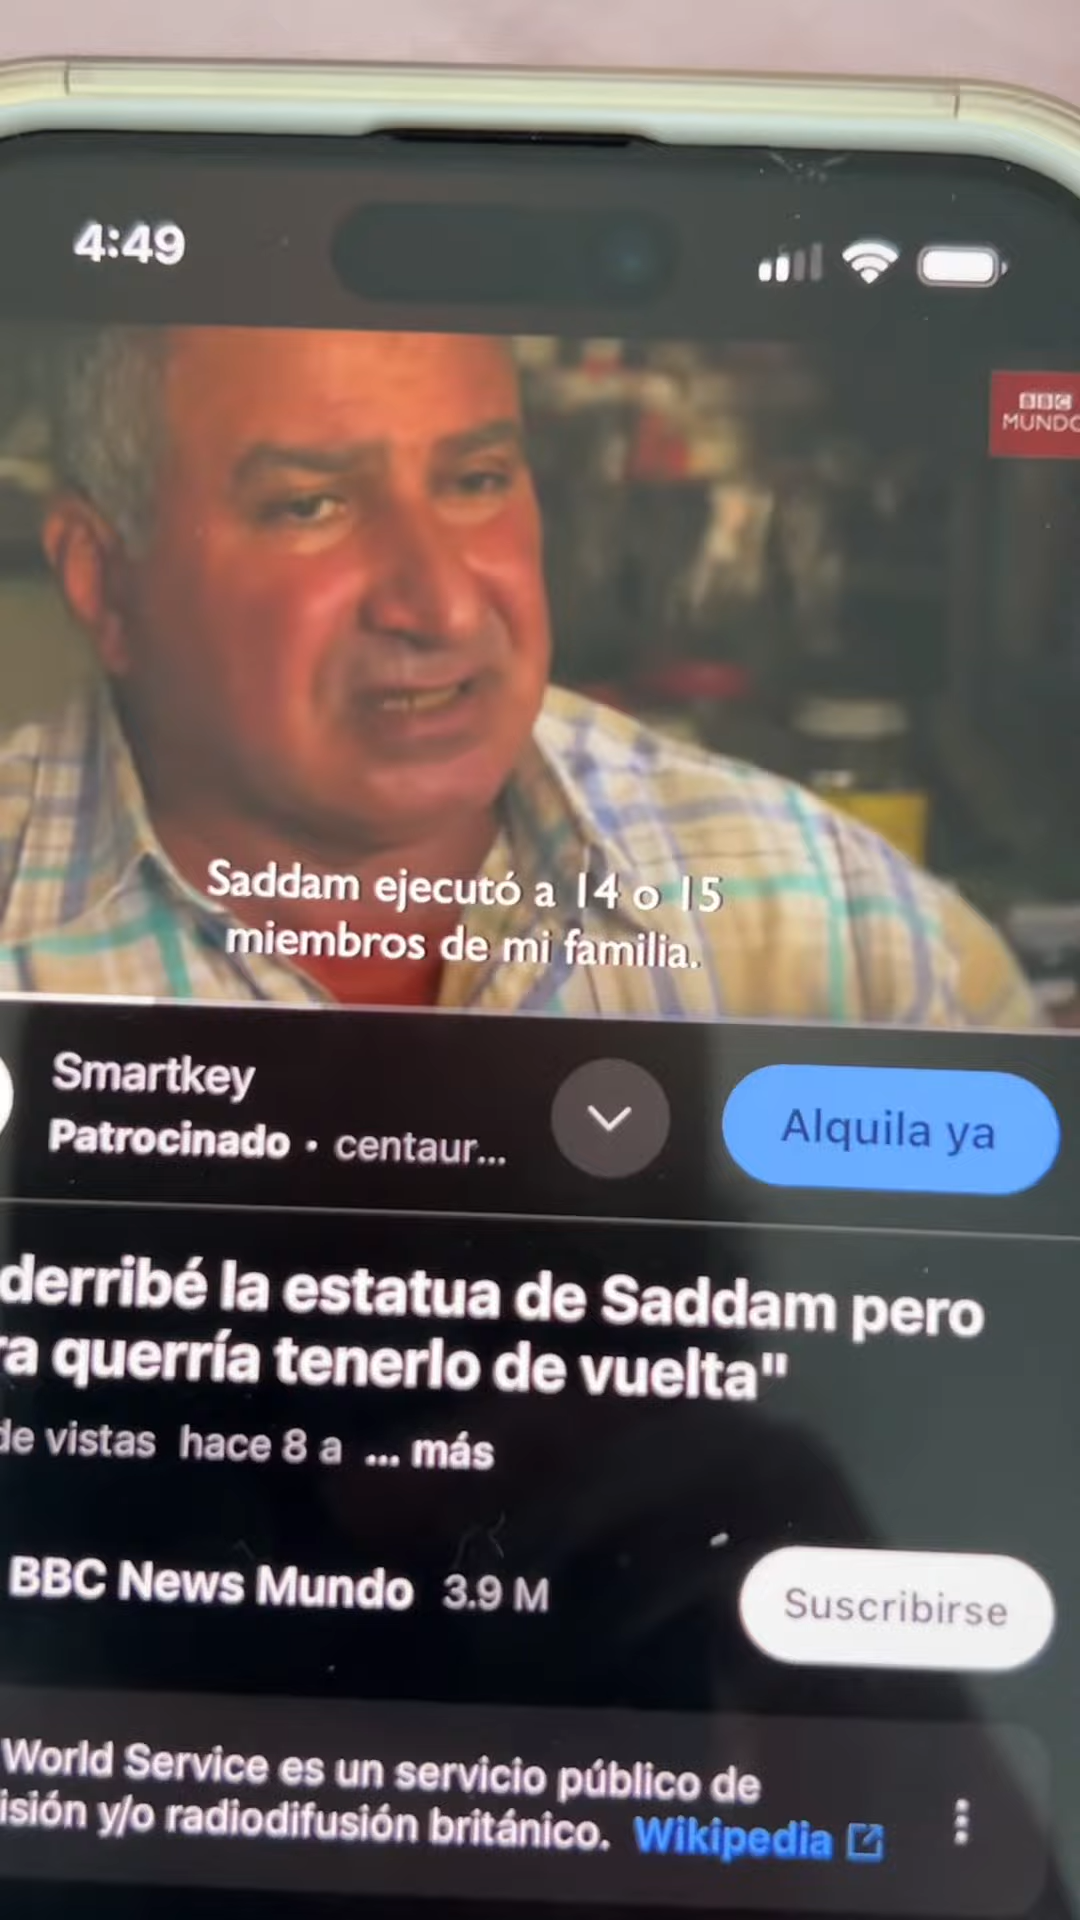 4:49
BBC
MUNDO
Saddam ejecutó a 14 o 15
miembros de mi familia.
Smartkey
Patrocinado · centaur...
Alquila ya
derribé la estatua de Saddam pero
ra querría tenerlo de vuelta"
de vistas hace 8 a ... más
BBC News Mundo 3.9 M
Suscribirse
World Service es un servicio público de
isión y/o radiodifusión británico. Wikipedia